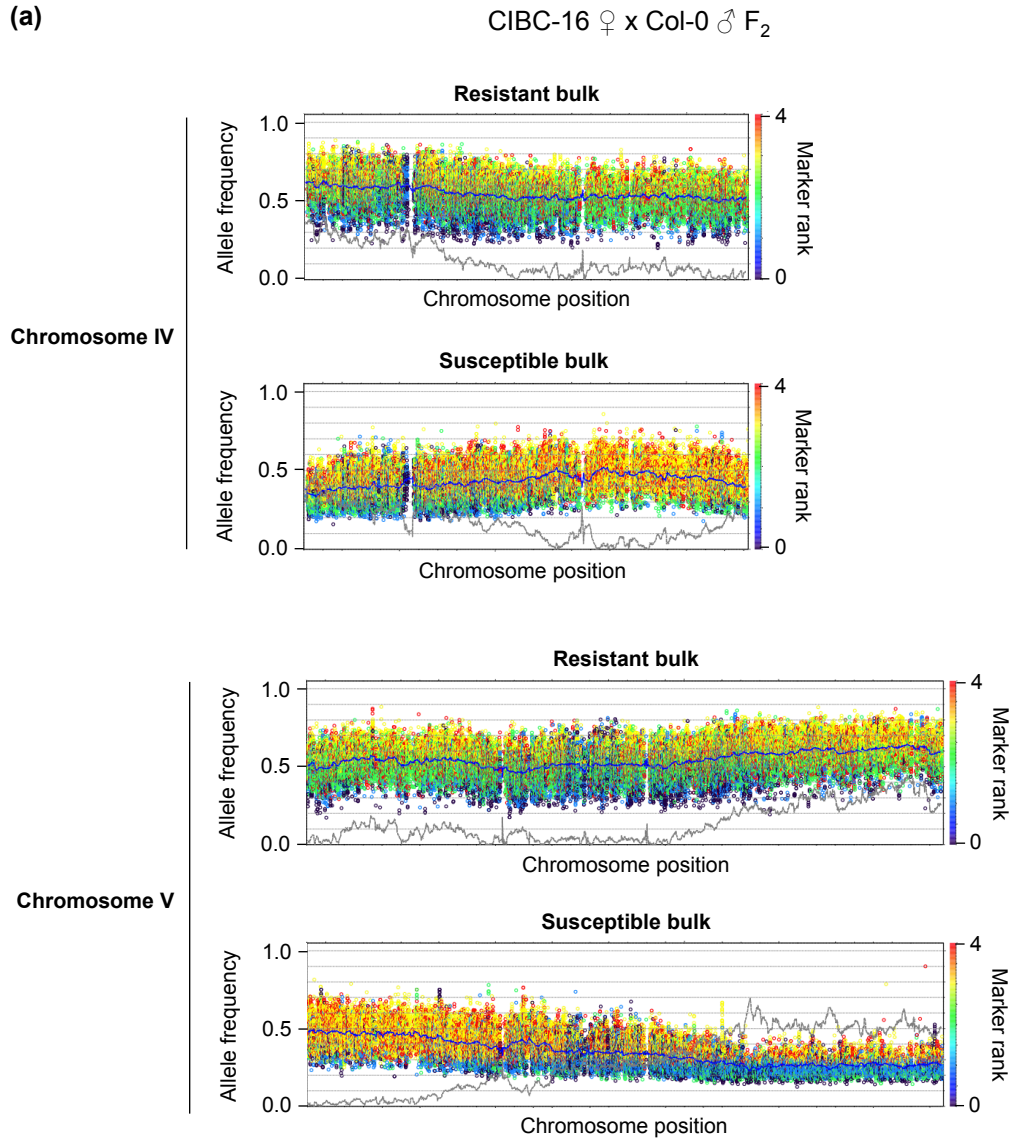 (a)
CIBC-16 ♀ x Col-0 ♂ F₂
Chromosome IV
Resistant bulk
Allele frequency
1.0
0.5
0.0
Chromosome position
4
0
Marker rank
Susceptible bulk
Allele frequency
1.0
0.5
0.0
Chromosome position
4
0
Marker rank
Chromosome V
Resistant bulk
Allele frequency
1.0
0.5
0.0
Chromosome position
4
0
Marker rank
Susceptible bulk
Allele frequency
1.0
0.5
0.0
Chromosome position
4
0
Marker rank